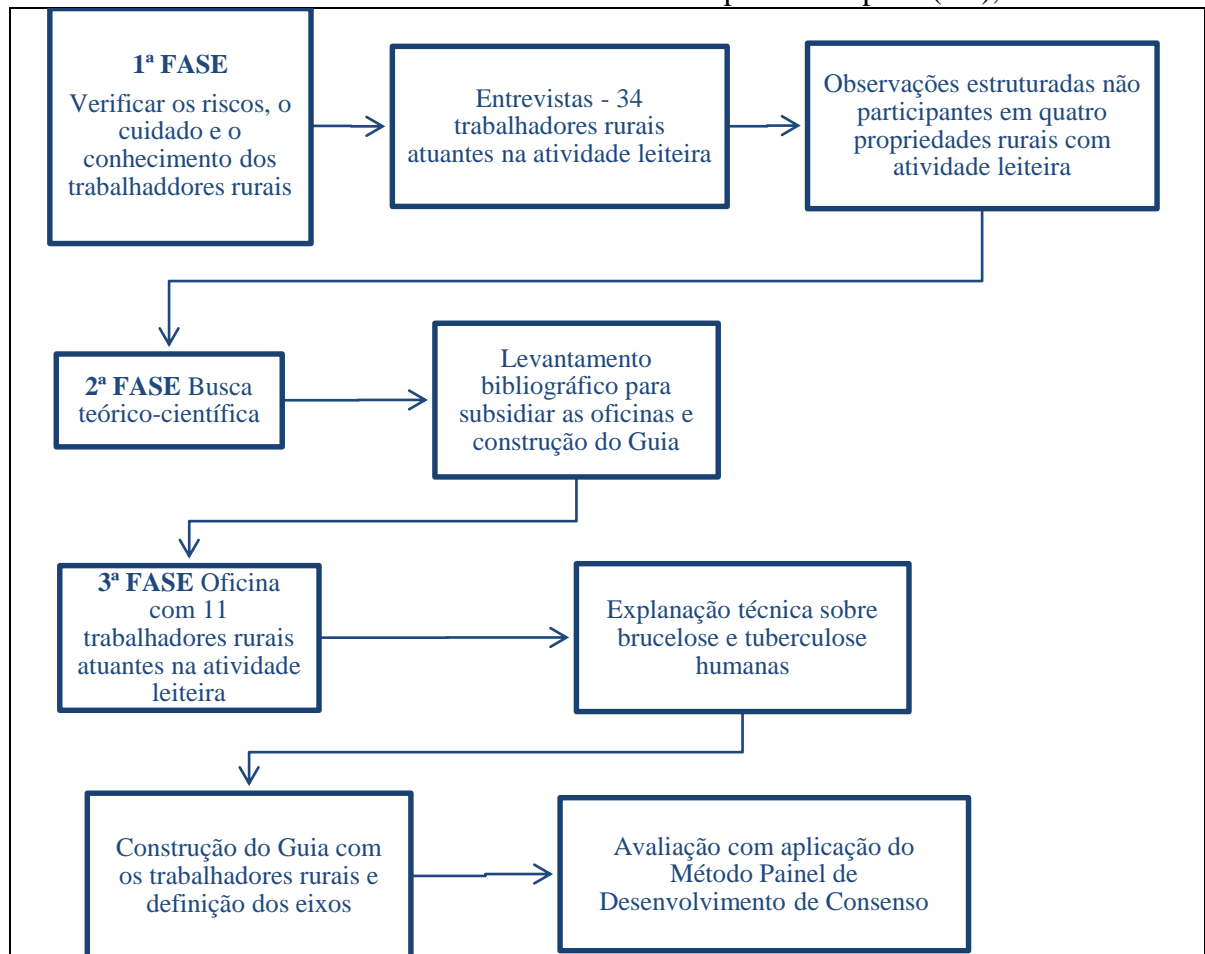 1ª FASE
Verificar os riscos, o
cuidado e o
conhecimento dos
trabalhaddores rurais
Entrevistas - 34
trabalhadores rurais
atuantes na atividade leiteira
Observações estruturadas não
participantes em quatro
propriedades rurais com
atividade leiteira
2ª FASE Busca
teórico-científica
Levantamento
bibliográfico para
subsidiar as oficinas e
construção do Guia
3ª FASE Oficina
com 11
trabalhadores rurais
atuantes na atividade
leiteira
Explanação técnica sobre
brucelose e tuberculose
humanas
Construção do Guia com
os trabalhadores rurais e
definição dos eixos
Avaliação com aplicação do
Método Painel de
Desenvolvimento de Consenso